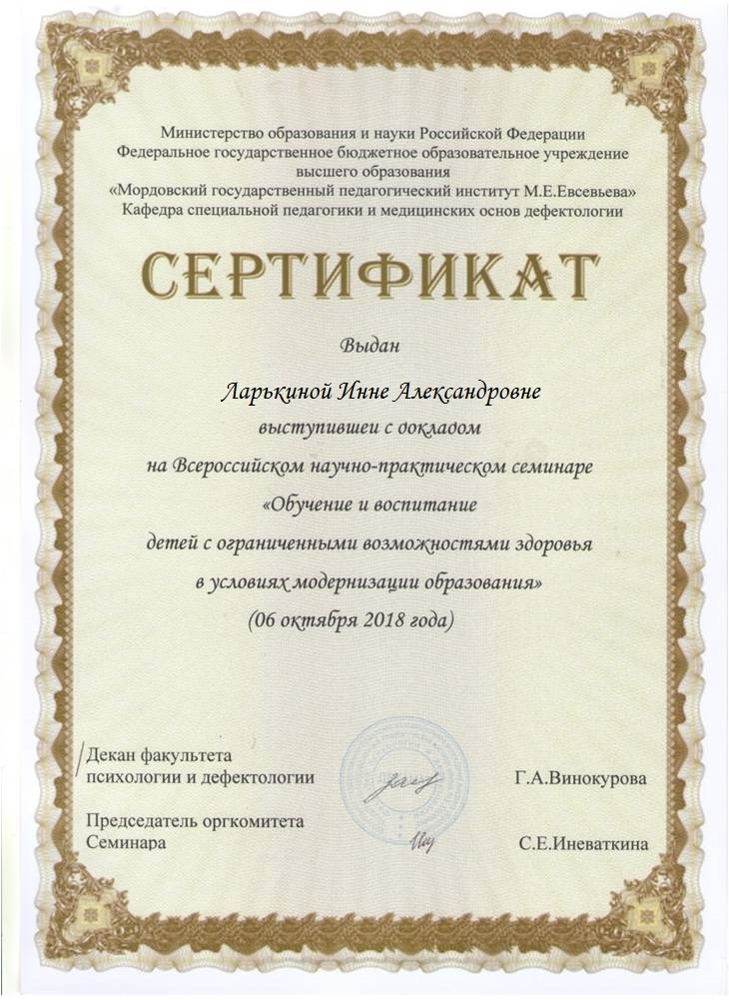 Министерство образования и науки Российской Федерации
Федеральное государственное бюджетное образовательное учреждение
высшего образования
«Мордовский государственный педагогический институт М.Е.Евсевьева»
Кафедра специальной педагогики и медицинских основ дефектологии
СЕРТИФИКАТ
Выдан
Ларькиной Инне Александровне
выступившей с докладом
на Всероссийском научно-практическом семинаре
«Обучение и воспитание
детей с ограниченными возможностями здоровья
в условиях модернизации образования»
(06 октября 2018 года)
Декан факультета
психологии и дефектологии Г.А.Винокурова
Председатель оргкомитета
Семинара С.Е.Иневаткина